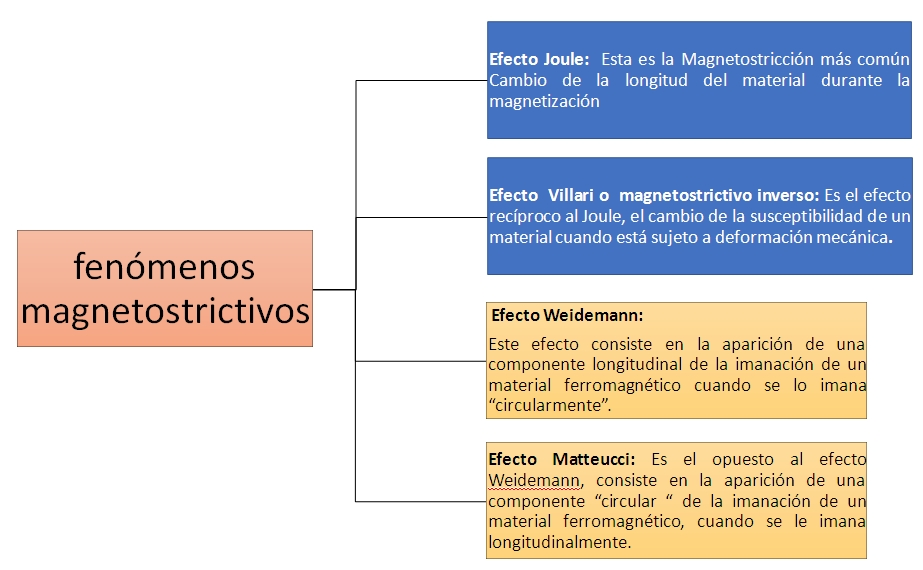 fenómenos
magnetostrictivos
Efecto Joule: Esta es la Magnetostricción más común
Cambio de la longitud del material durante la
magnetización
Efecto Villari o magnetostrictivo inverso: Es el efecto
recíproco al Joule, el cambio de la susceptibilidad de un
material cuando está sujeto a deformación mecánica.
Efecto Weidemann:
Este efecto consiste en la aparición de una
componente longitudinal de la imanación de un
material ferromagnético cuando se lo imana
“circularmente”.
Efecto Matteucci: Es el opuesto al efecto
Weidemann, consiste en la aparición de una
componente “circular “ de la imanación de un
material ferromagnético, cuando se le imana
longitudinalmente.